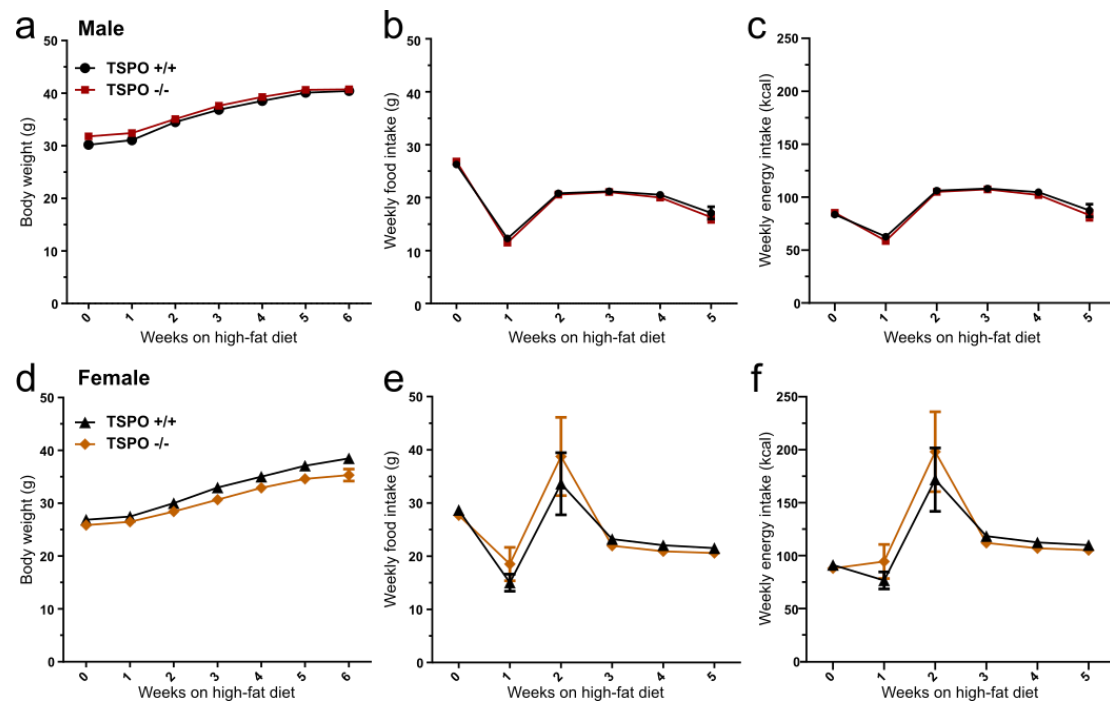 a Male
TSPO +/+
TSPO -/-
Body weight (g)
50
40
30
20
10
0
0 1 2 3 4 5 6
Weeks on high-fat diet
b
Weekly food intake (g)
50
40
30
20
10
0
0 1 2 3 4 5
Weeks on high-fat diet
c
Weekly energy intake (kcal)
250
200
150
100
50
0
0 1 2 3 4 5
Weeks on high-fat diet
d Female
TSPO +/+
TSPO -/-
Body weight (g)
50
40
30
20
10
0
0 1 2 3 4 5 6
Weeks on high-fat diet
e
Weekly food intake (g)
50
40
30
20
10
0
0 1 2 3 4 5
Weeks on high-fat diet
f
Weekly energy intake (kcal)
250
200
150
100
50
0
0 1 2 3 4 5
Weeks on high-fat diet